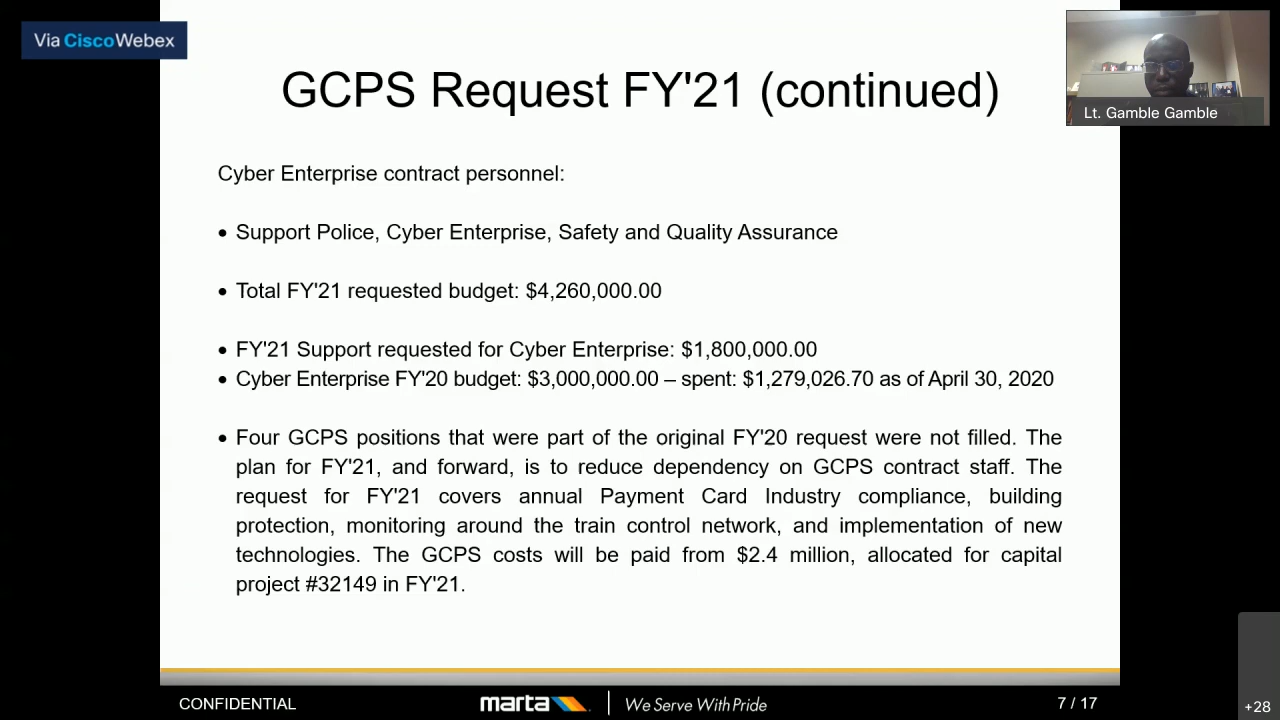 Via CiscoWebex
GCPS Request FY'21 (continued)
Lt. Gamble Gamble
Cyber Enterprise contract personnel:
• Support Police, Cyber Enterprise, Safety and Quality Assurance
• Total FY'21 requested budget: $4,260,000.00
• FY'21 Support requested for Cyber Enterprise: $1,800,000.00
• Cyber Enterprise FY'20 budget: $3,000,000.00 – spent: $1,279,026.70 as of April 30, 2020
• Four GCPS positions that were part of the original FY'20 request were not filled. The
plan for FY'21, and forward, is to reduce dependency on GCPS contract staff. The
request for FY'21 covers annual Payment Card Industry compliance, building
protection, monitoring around the train control network, and implementation of new
technologies. The GCPS costs will be paid from $2.4 million, allocated for capital
project #32149 in FY'21.
CONFIDENTIAL
marta
We Serve With Pride
7 / 17
+28